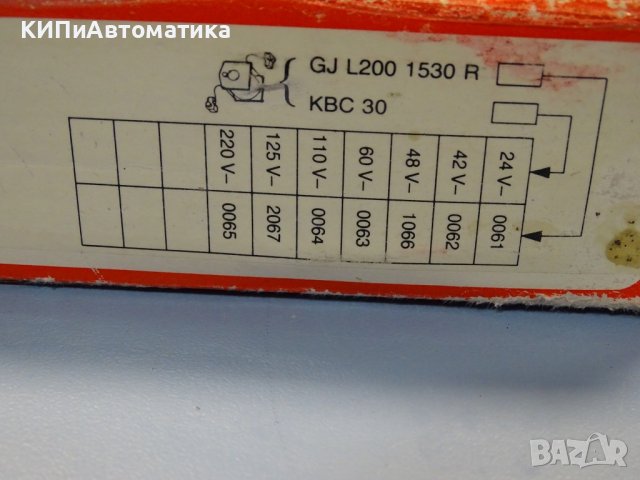 КИПиАвтоматика
GJ L200 1530 R
KBC 30
220 V– 125 V– 110 V– 60 V– 48 V– 42 V– 24 V–
0065 2067 0064 0063 1066 0062 0061
BAZAR